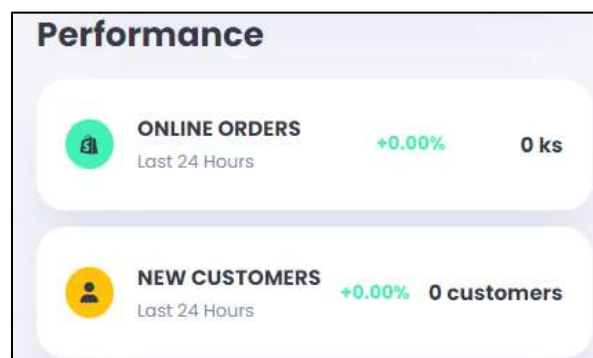 Performance
ONLINE ORDERS
Last 24 Hours
+0.00%
0 ks
NEW CUSTOMERS
Last 24 Hours
+0.00%
0 customers